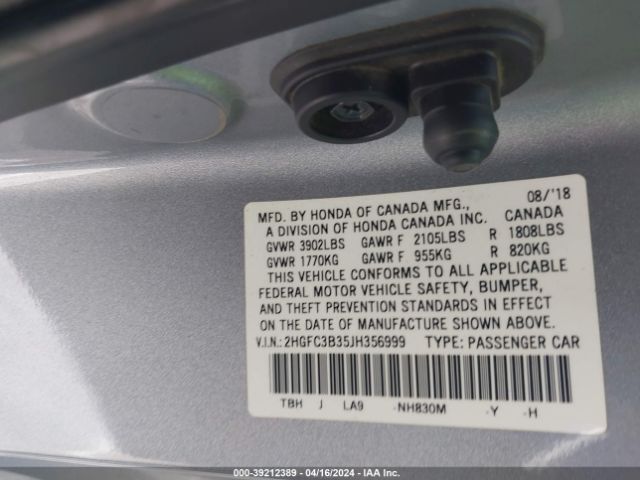 MFD. BY HONDA OF CANADA MFG., 08/'18
A DIVISION OF HONDA CANADA INC. CANADA
GVWR 3902LBS GAWR F 2105LBS R 1808LBS
GVWR 1770KG GAWR F 955KG R 820KG
THIS VEHICLE CONFORMS TO ALL APPLICABLE
FEDERAL MOTOR VEHICLE SAFETY, BUMPER,
AND THEFT PREVENTION STANDARDS IN EFFECT
ON THE DATE OF MANUFACTURE SHOWN ABOVE.
V.I.N.: 2HGFC3B35JH356999 TYPE: PASSENGER CAR
TBH J LA9 -NH830M -Y -H
000-39212389 - 04/16/2024 - IAA Inc.